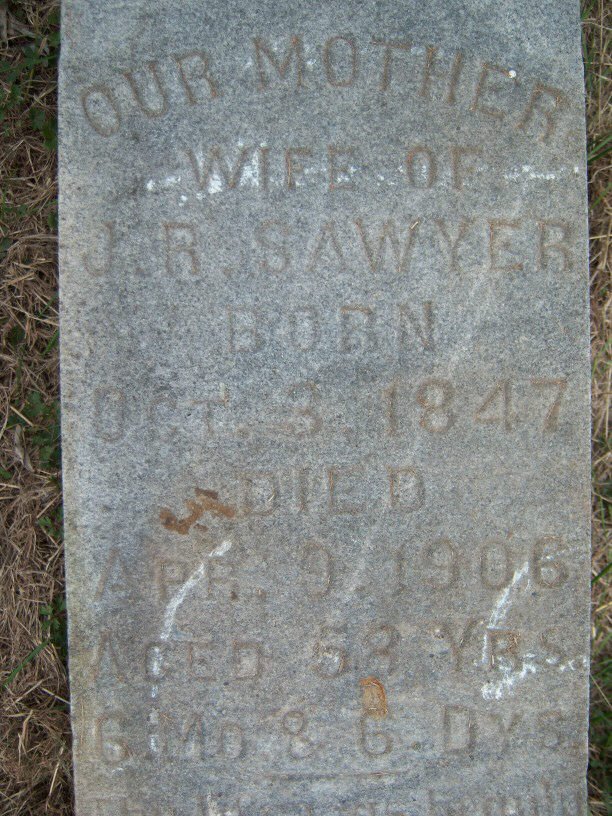 OUR MOTHER
WIFE OF
J. R. SAWYER
BORN
OCT. 3. 1847
DIED
APR. 9. 1906
AGED 58 YRS
6. MO & 6. DYS.